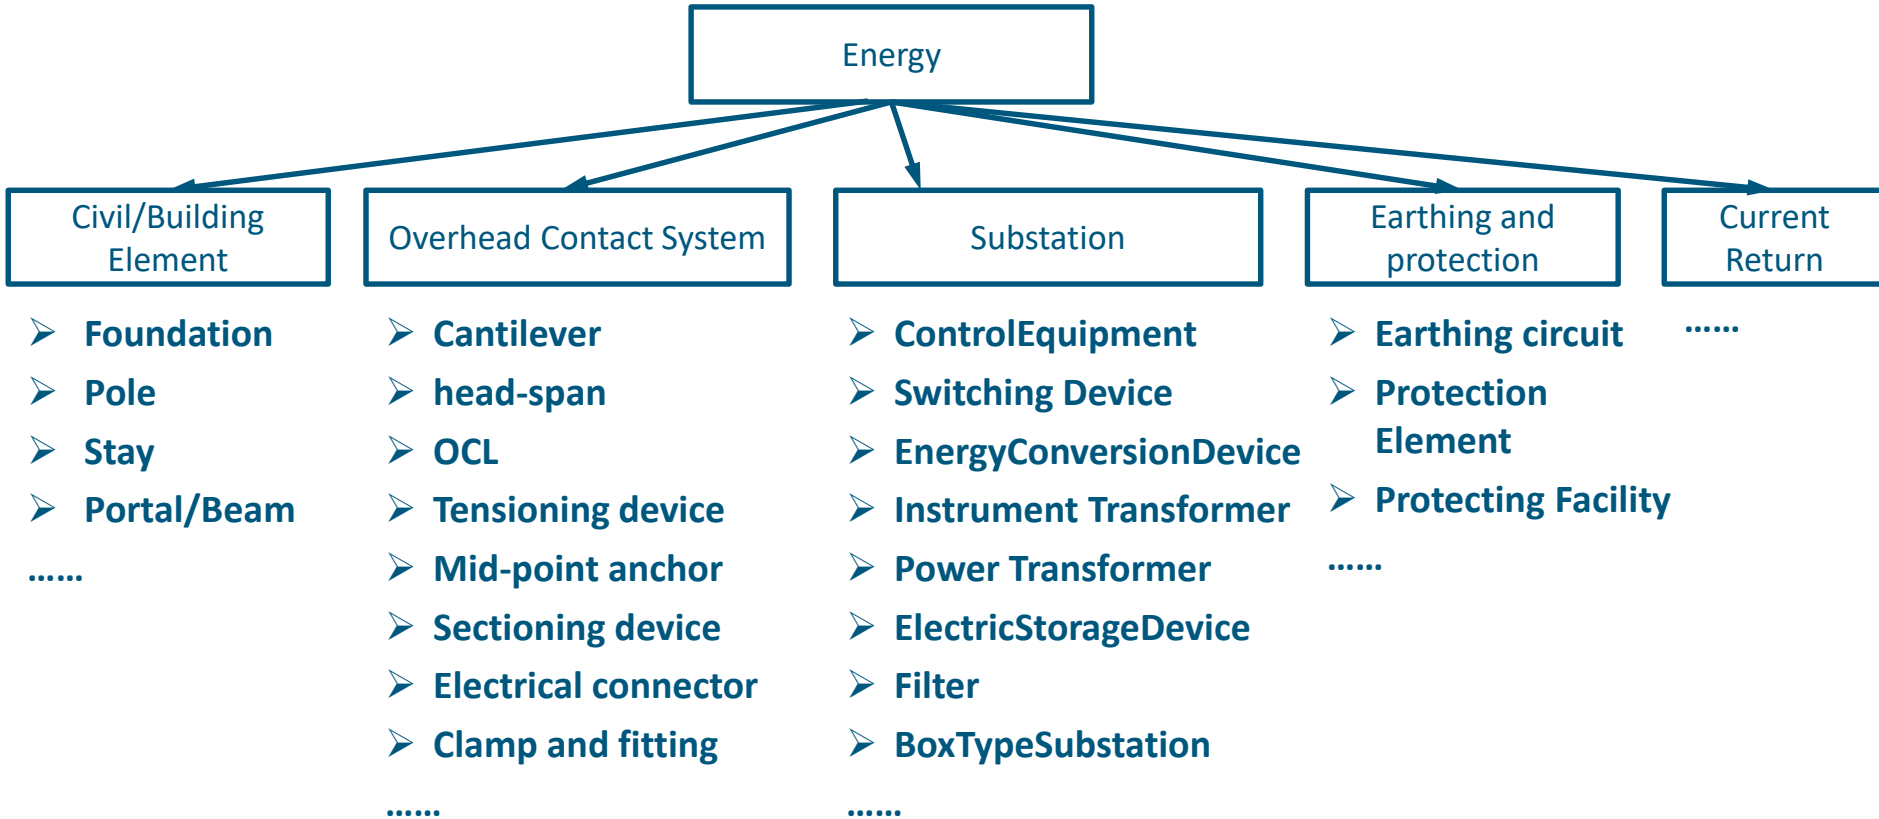 Energy
Civil/Building
Element
Overhead Contact System
Substation
Earthing and
protection
Current
Return
➢ Foundation
➢ Pole
➢ Stay
➢ Portal/Beam
......
➢ Cantilever
➢ head-span
➢ OCL
➢ Tensioning device
➢ Mid-point anchor
➢ Sectioning device
➢ Electrical connector
➢ Clamp and fitting
......
➢ ControlEquipment
➢ Switching Device
➢ EnergyConversionDevice
➢ Instrument Transformer
➢ Power Transformer
➢ ElectricStorageDevice
➢ Filter
➢ BoxTypeSubstation
......
➢ Earthing circuit
➢ Protection
Element
➢ Protecting Facility
......
......